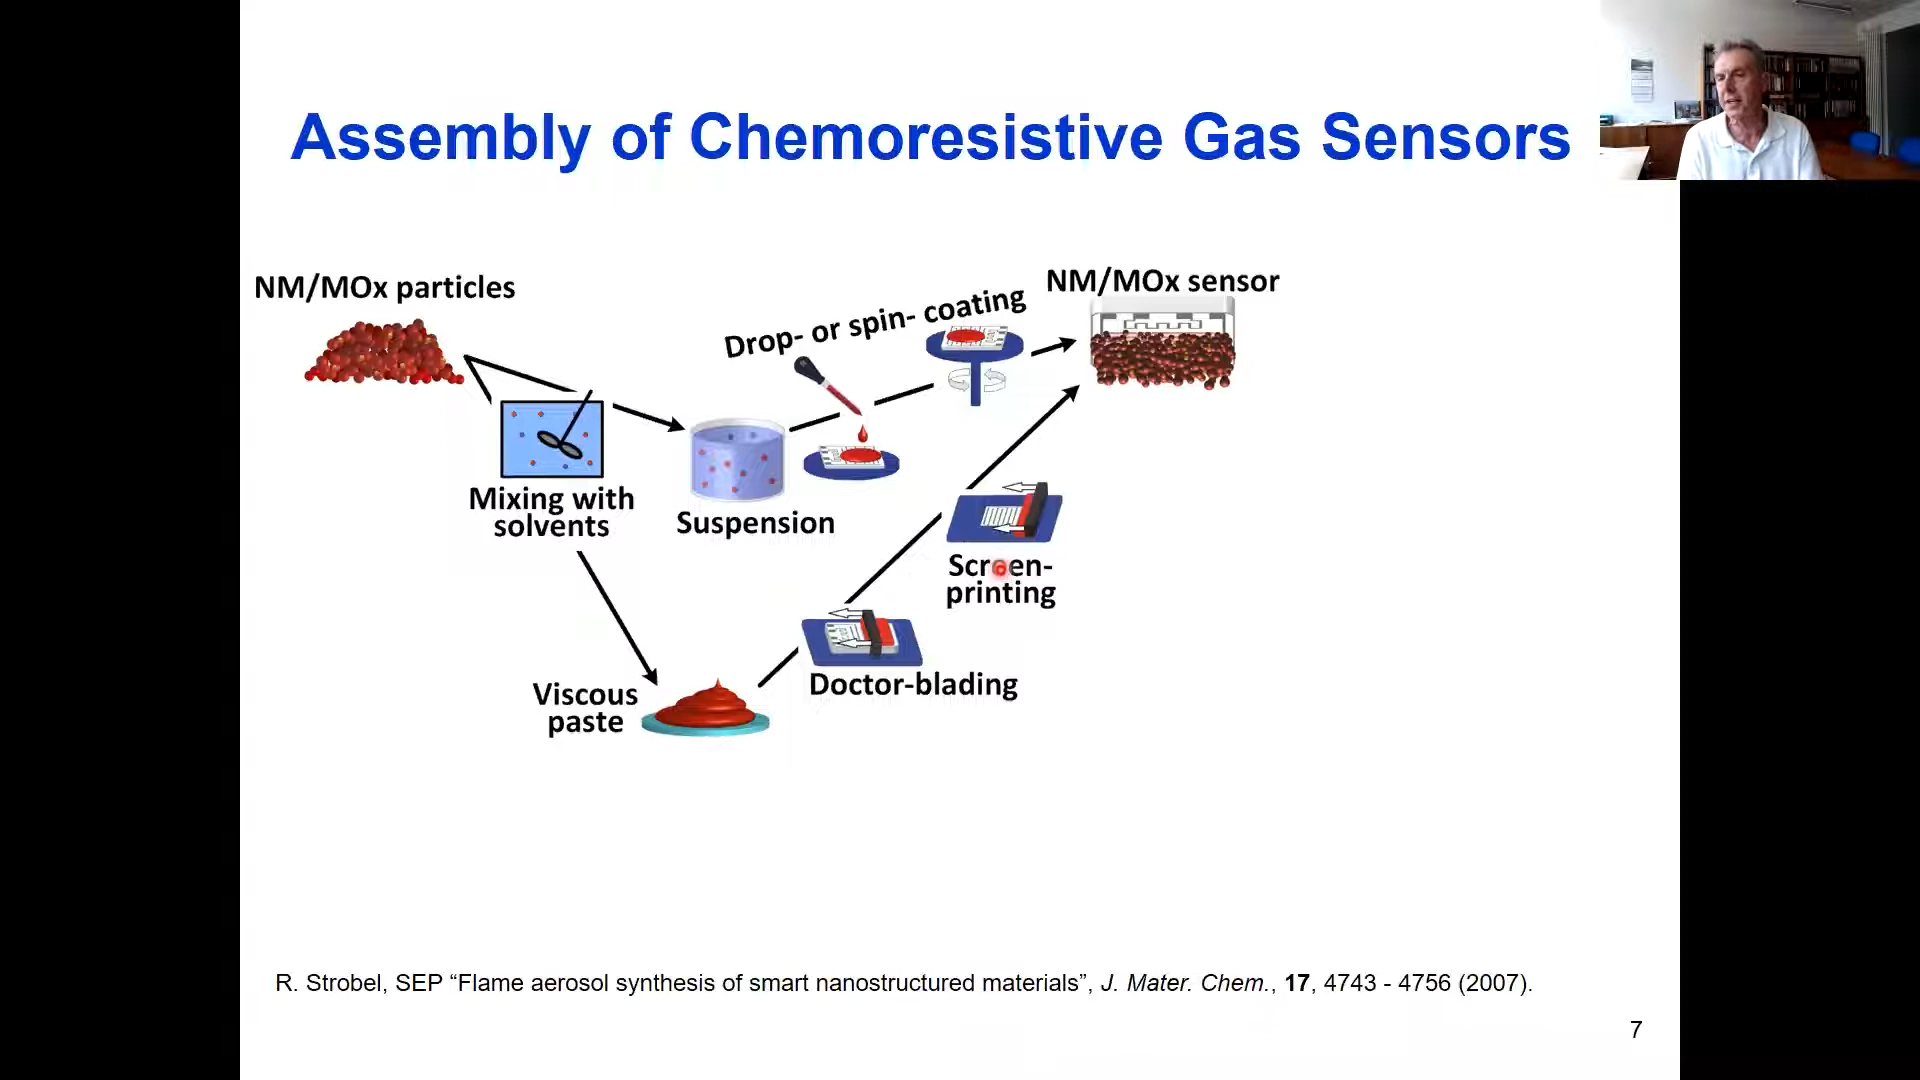 Assembly of Chemoresistive Gas Sensors
NM/MOx particles
Drop- or spin- coating
NM/MOx sensor
Mixing with
solvents
Suspension
Screen-
printing
Viscous
paste
Doctor-blading
R. Strobel, SEP “Flame aerosol synthesis of smart nanostructured materials”, J. Mater. Chem., 17, 4743 - 4756 (2007).
7